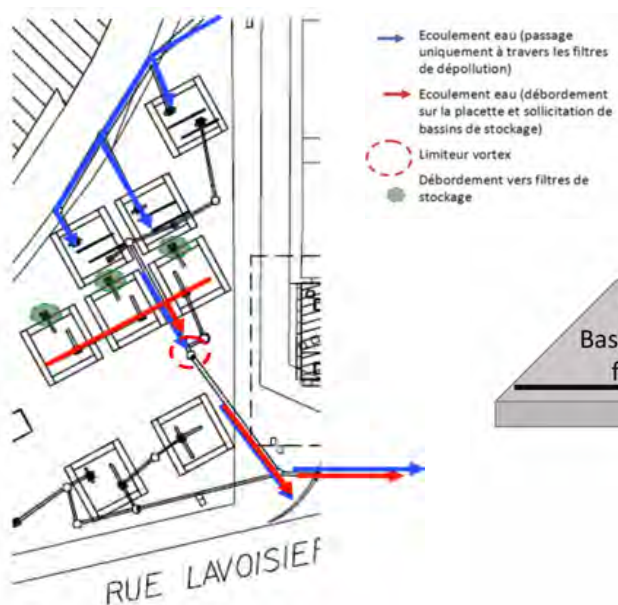 Ecoulement eau (passage
uniquement à travers les filtres
de dépollution)
Ecoulement eau (débordement
sur la placette et sollicitation de
bassins de stockage)
Limiteur vortex
Débordement vers filtres de
stockage
Bas
f
RUE LAVOISIER